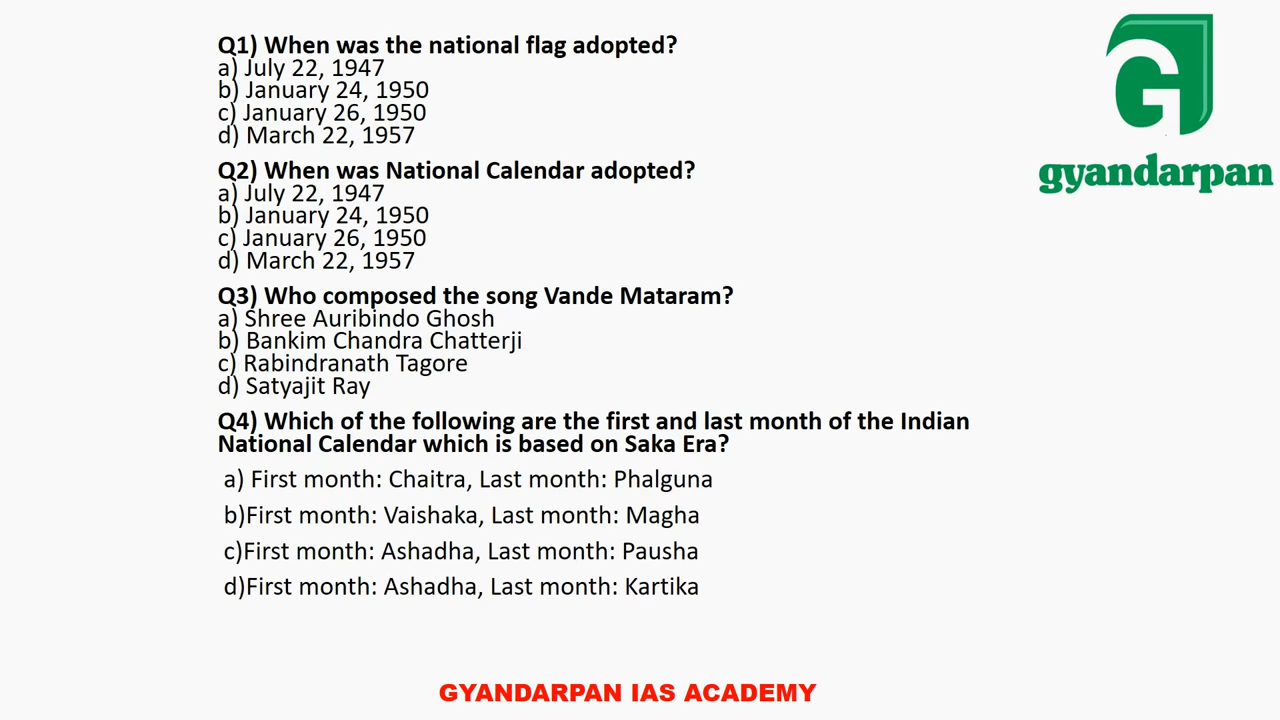 Q1) When was the national flag adopted?
a) July 22, 1947
b) January 24, 1950
c) January 26, 1950
d) March 22, 1957
Q2) When was National Calendar adopted?
a) July 22, 1947
b) January 24, 1950
c) January 26, 1950
d) March 22, 1957
Q3) Who composed the song Vande Mataram?
a) Shree Auribindo Ghosh
b) Bankim Chandra Chatterji
c) Rabindranath Tagore
d) Satyajit Ray
Q4) Which of the following are the first and last month of the Indian
National Calendar which is based on Saka Era?
a) First month: Chaitra, Last month: Phalguna
b)First month: Vaishaka, Last month: Magha
c)First month: Ashadha, Last month: Pausha
d)First month: Ashadha, Last month: Kartika
G
gyandarpan
GYANDARPAN IAS ACADEMY